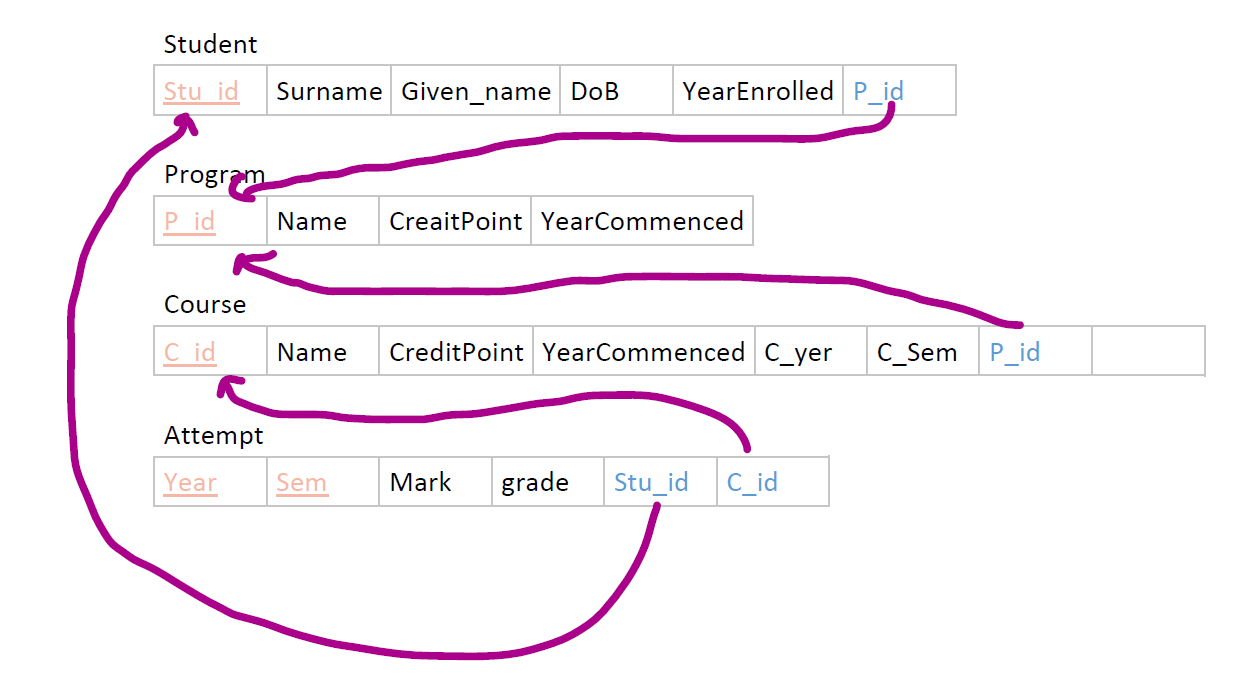 Student
Stu_id Surname Given_name DoB YearEnrolled P_id
Program
P_id Name CreaitPoint YearCommenced
Course
C_id Name CreditPoint YearCommenced C_yer C_Sem P_id
Attempt
Year Sem Mark grade Stu_id C_id